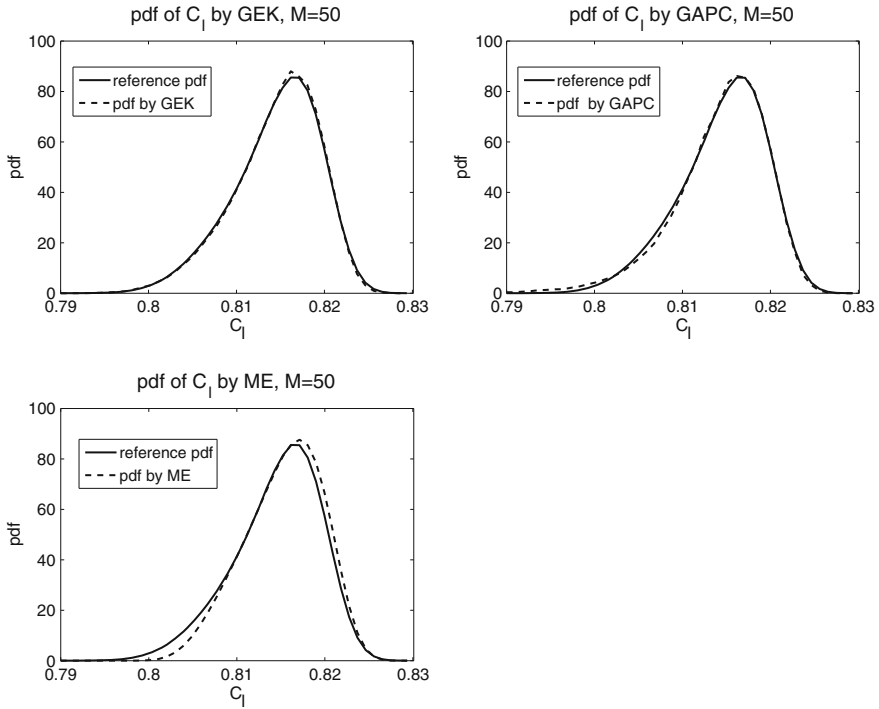 pdf of C_l by GEK, M=50
100
80
60
40
20
0
pdf
reference pdf
pdf by GEK
0.79 0.8 0.81 0.82 0.83
C_l
pdf of C_l by GAPC, M=50
100
80
60
40
20
0
pdf
reference pdf
pdf by GAPC
0.79 0.8 0.81 0.82 0.83
C_l
pdf of C_l by ME, M=50
100
80
60
40
20
0
pdf
reference pdf
pdf by ME
0.79 0.8 0.81 0.82 0.83
C_l